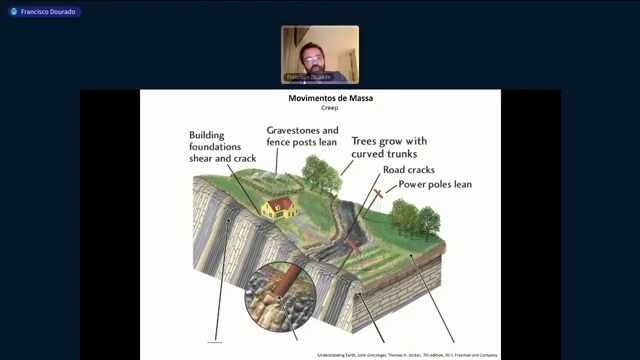 Francisco Dourado
Francisco Dourado
Movimentos de Massa
Creep
Building
foundations
shear and crack
Gravestones and
fence posts lean
Trees grow with
curved trunks
Road cracks
Power poles lean
Understanding Earth, John Grotzinger, Thomas H. Jordan, 7th edition, W.H. Freeman and Company